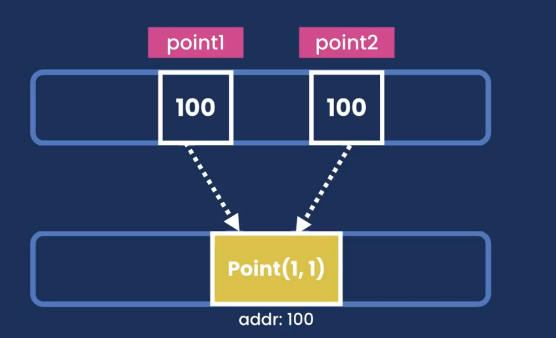 point1 point2
100 100
Point(1, 1)
addr: 100